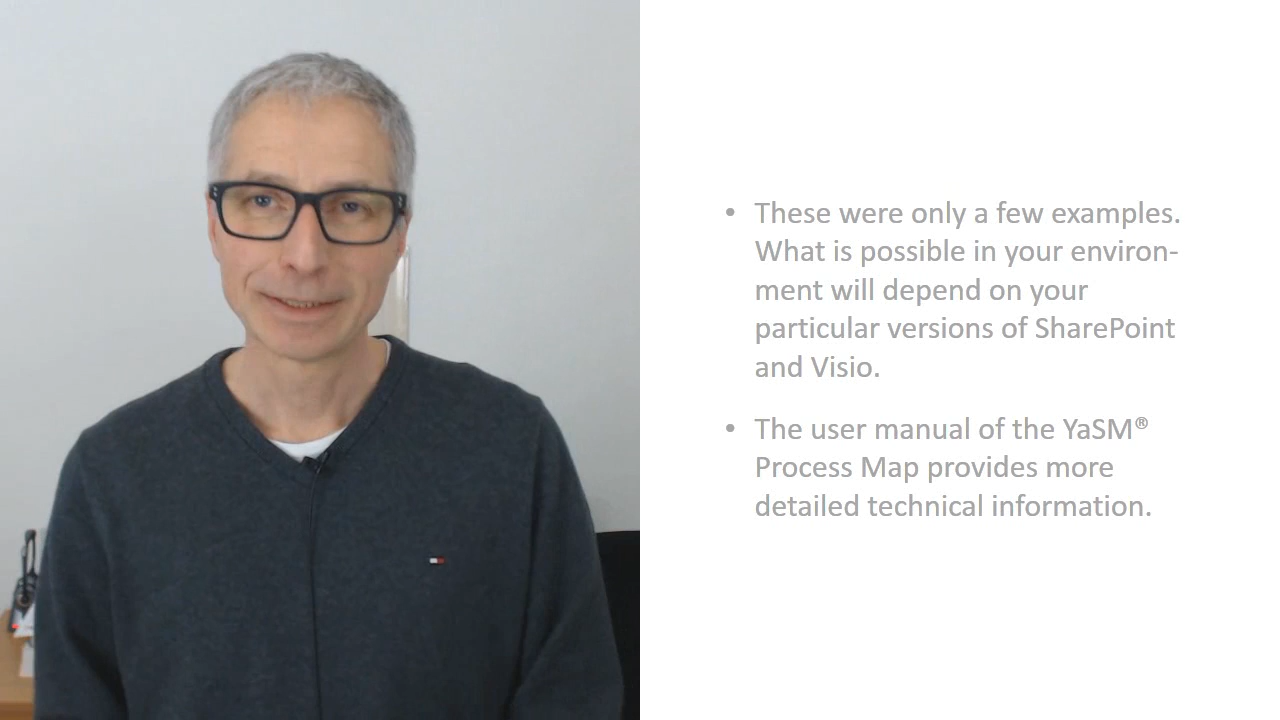 • These were only a few examples.
What is possible in your environ-
ment will depend on your
particular versions of SharePoint
and Visio.
• The user manual of the YaSM®
Process Map provides more
detailed technical information.